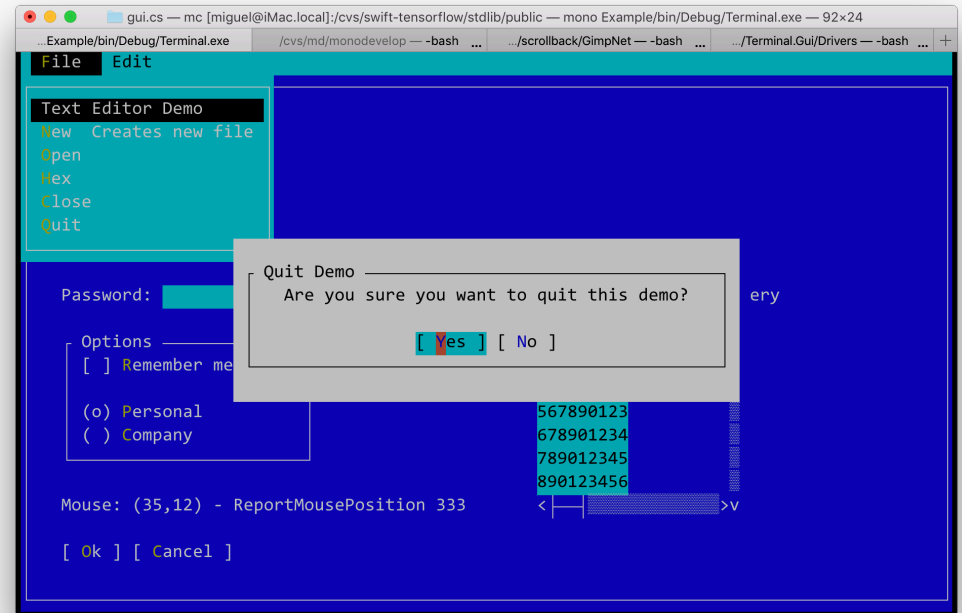 gui.cs — mc [miguel@iMac.local]:/cvs/swift-tensorflow/stdlib/public — mono Example/bin/Debug/Terminal.exe — 92×24
...Example/bin/Debug/Terminal.exe /cvs/md/monodevelop — -bash ... .../scrollback/GimpNet — -bash ... .../Terminal.Gui/Drivers — -bash ... +
File Edit
Text Editor Demo
New Creates new file
Open
Hex
Close
Quit
Quit Demo
Are you sure you want to quit this demo?
[ Yes ] [ No ]
Password: ery
Options
[ ] Remember me
(o) Personal
( ) Company
567890123
678901234
789012345
890123456
Mouse: (35,12) - ReportMousePosition 333
< >v
[ Ok ] [ Cancel ]